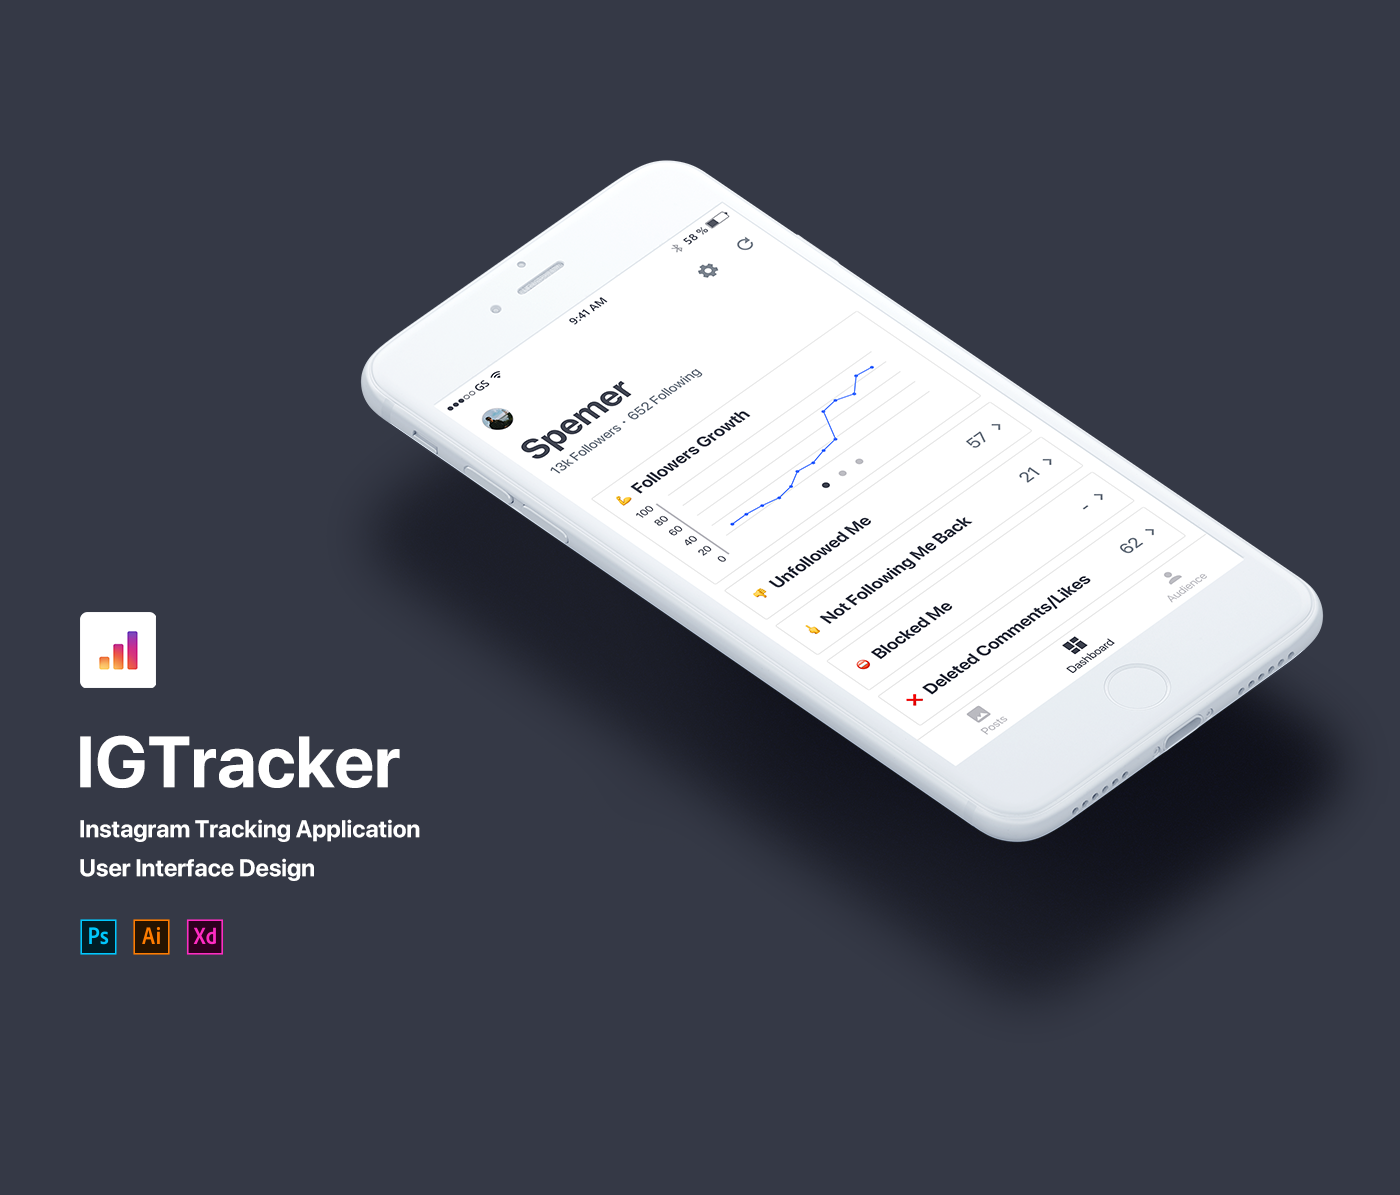 GS
9:41 AM
58 %
Spemer
13k Followers · 652 Following
💪 Followers Growth
100
80
60
40
20
0
👎 Unfollowed Me
57
Not Following Me Back
21
⛔ Blocked Me
-
❌ Deleted Comments/Likes
62
Posts
Dashboard
Audience
IGTracker
Instagram Tracking Application
User Interface Design
Ps
Ai
Xd